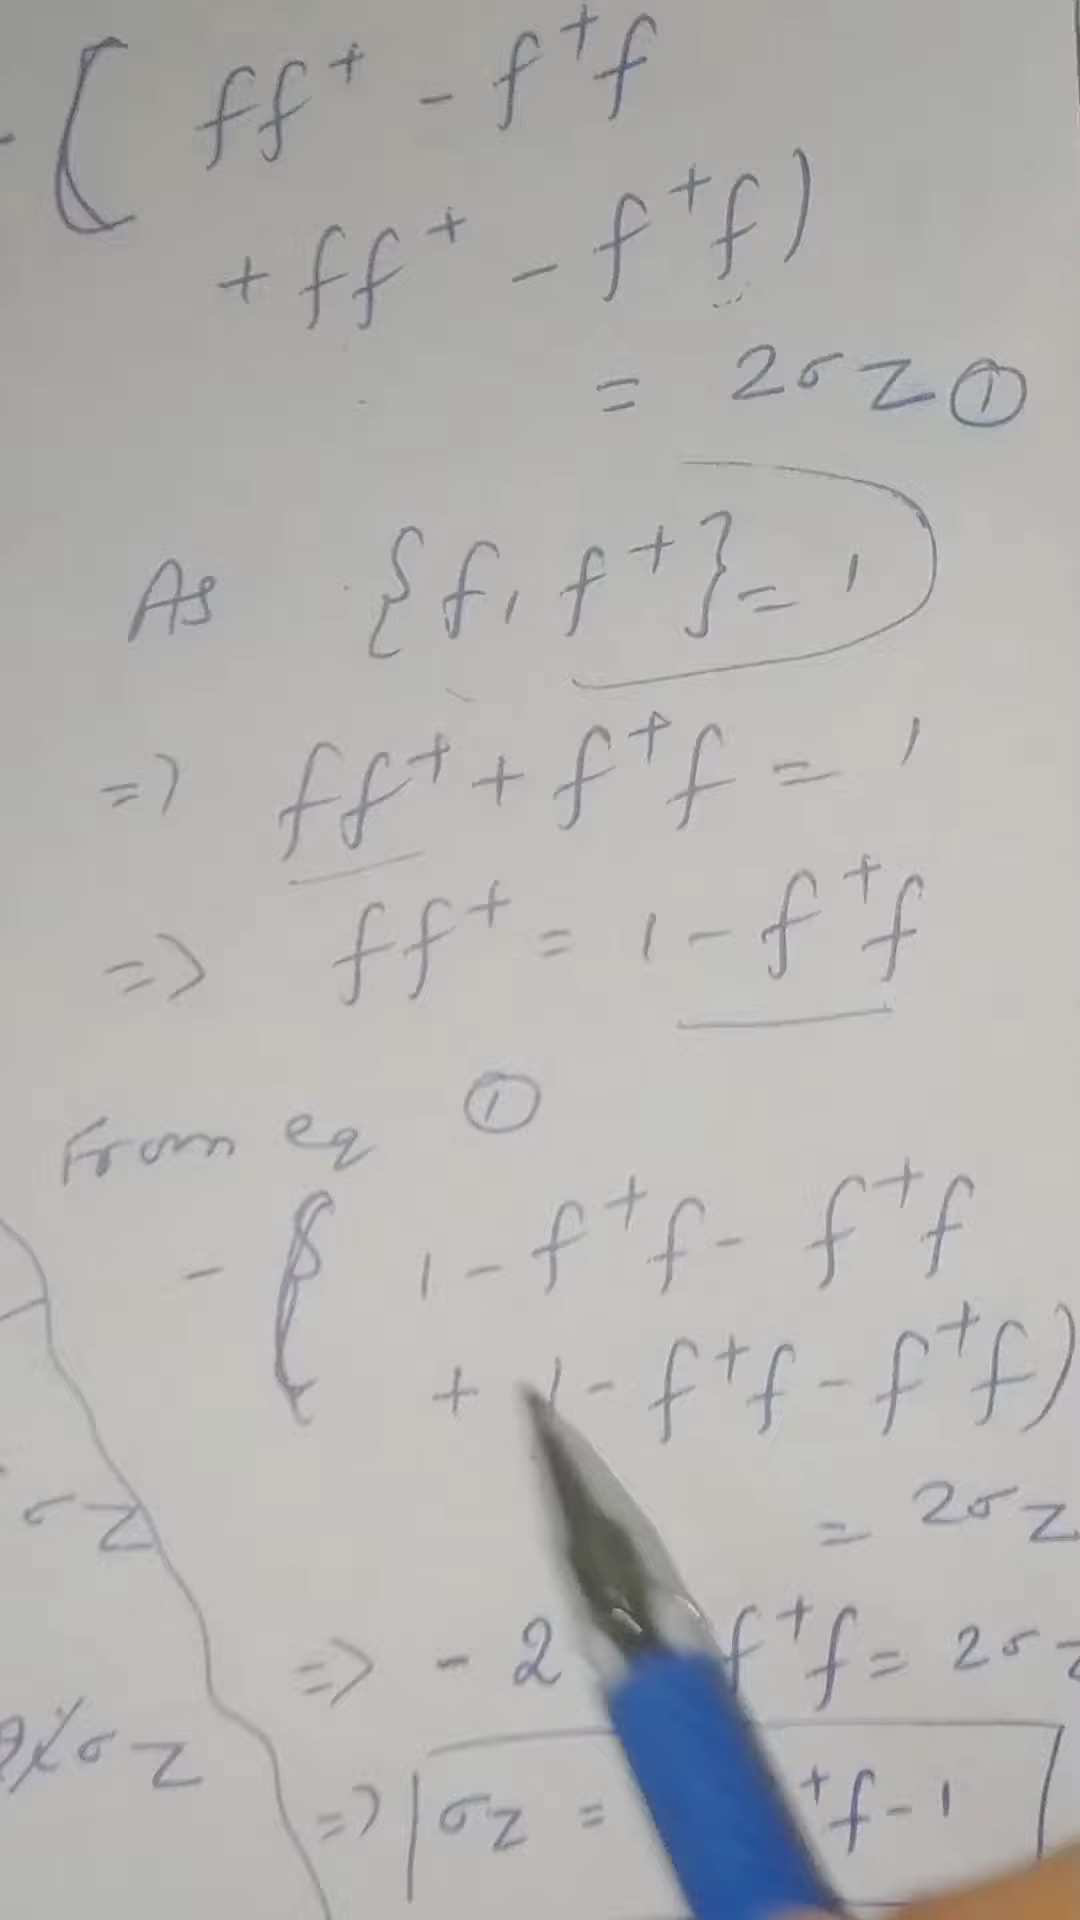 - ( ff⁺ - f⁺f
+ ff⁺ - f⁺f )
= 2σz ①
As {f, f⁺} = 1
=> ff⁺ + f⁺f = 1
=> ff⁺ = 1 - f⁺f
From eq ①
- ( 1 - f⁺f - f⁺f
+ 1 - f⁺f - f⁺f )
= 2σz
σz
=> - 2 f⁺f = 2σz
σz
=> σz = ⁺f - 1